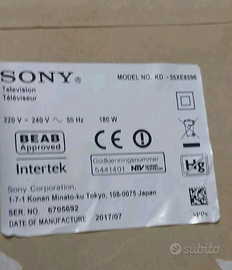 SONY®
MODEL NO. KD-55XE8596
Television
Téléviseur
220 V ~ 240 V ~ 50 Hz 180 W
BEAB
Approved
Intertek
CE
Godkjenningsnummer
5441401
Hg
Sony Corporation,
1-7-1 Konan Minato-ku Tokyo, 108-0075 Japan
SER. NO. 6705692
DATE OF MANUFACTURE 2017/07
>PP<
subito